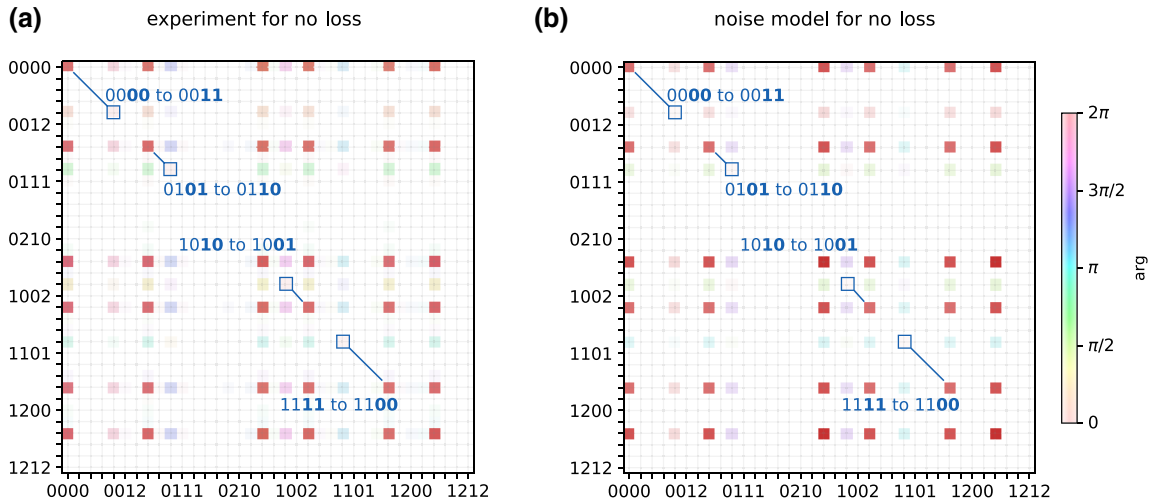 (a) experiment for no loss
(b) noise model for no loss
0000
0012
0111
0210
1002
1101
1200
1212
0000 to 0011
0101 to 0110
1010 to 1001
1111 to 1100
0000 0012 0111 0210 1002 1101 1200 1212
0000
0012
0111
0210
1002
1101
1200
1212
0000 to 0011
0101 to 0110
1010 to 1001
1111 to 1100
0000 0012 0111 0210 1002 1101 1200 1212
2π
3π/2
π
π/2
0
arg